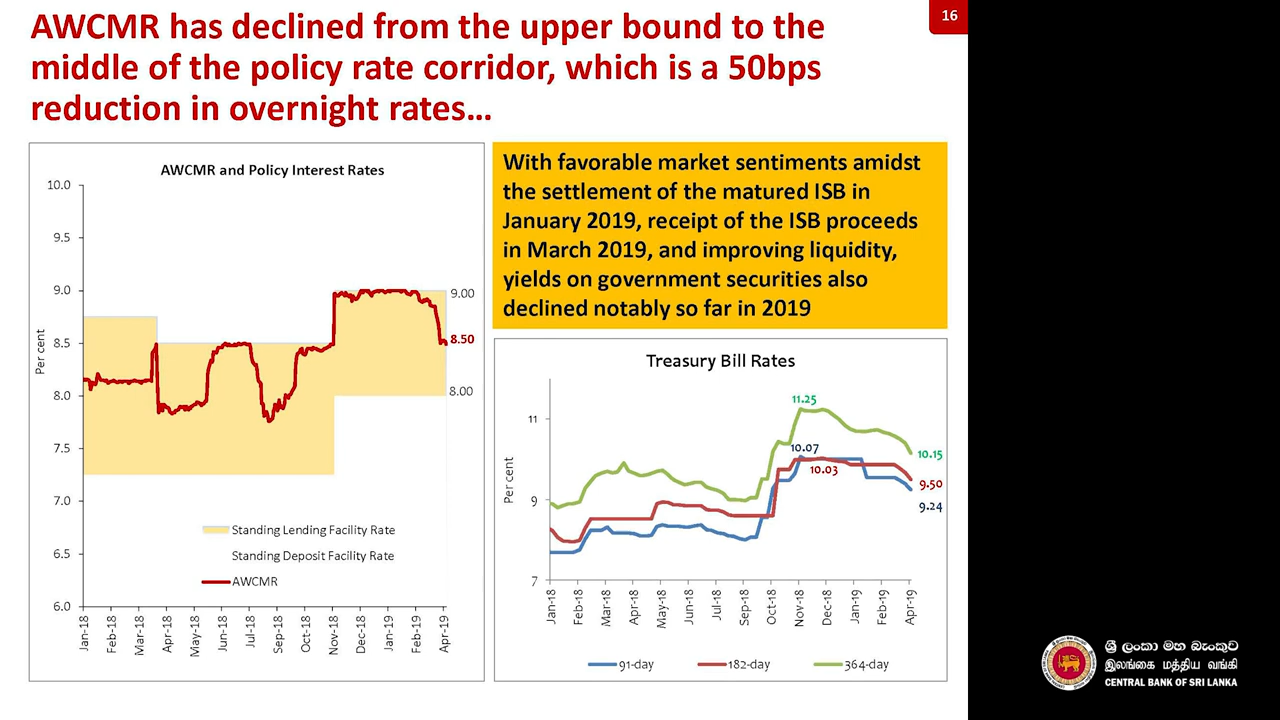 AWCMR has declined from the upper bound to the
middle of the policy rate corridor, which is a 50bps
reduction in overnight rates…
16
AWCMR and Policy Interest Rates
10.0
9.5
9.0
8.5
8.0
7.5
7.0
6.5
6.0
Per cent
9.00
8.50
8.00
Standing Lending Facility Rate
Standing Deposit Facility Rate
AWCMR
Jan-18
Feb-18
Mar-18
Apr-18
May-18
Jun-18
Jul-18
Sep-18
Oct-18
Nov-18
Dec-18
Jan-19
Feb-19
Apr-19
With favorable market sentiments amidst
the settlement of the matured ISB in
January 2019, receipt of the ISB proceeds
in March 2019, and improving liquidity,
yields on government securities also
declined notably so far in 2019
Treasury Bill Rates
11
9
7
Per cent
11.25
10.07
10.03
10.15
9.50
9.24
Jan-18
Feb-18
Mar-18
Apr-18
May-18
Jun-18
Jul-18
Sep-18
Oct-18
Nov-18
Dec-18
Jan-19
Feb-19
Apr-19
91-day
182-day
364-day
ශ්‍රී ලංකා මහ බැංකුව
இலங்கை மத்திய வங்கி
CENTRAL BANK OF SRI LANKA